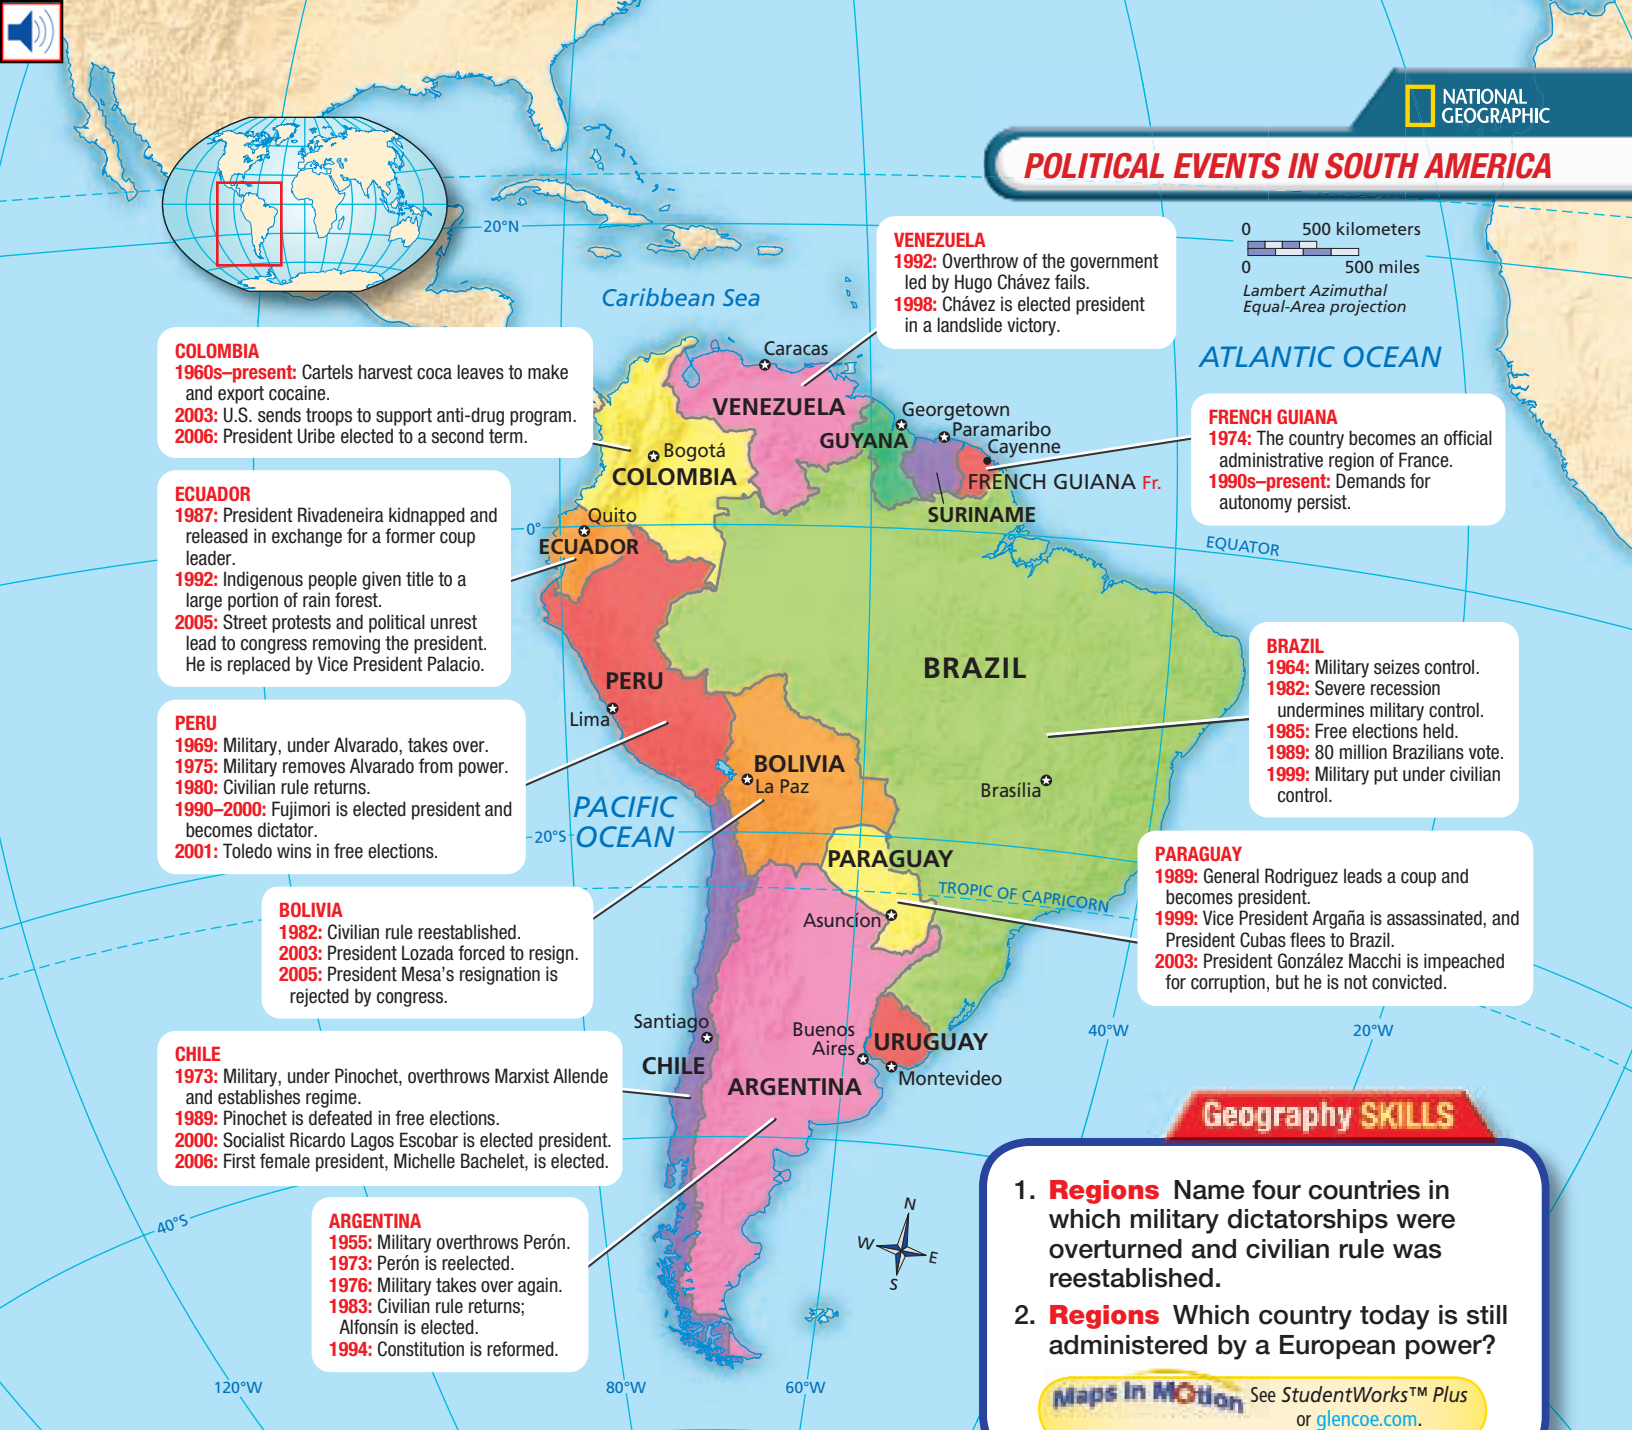 NATIONAL
GEOGRAPHIC
POLITICAL EVENTS IN SOUTH AMERICA
20°N
0 500 kilometers
0 500 miles
Lambert Azimuthal
Equal-Area projection
VENEZUELA
1992: Overthrow of the government
led by Hugo Chávez fails.
1998: Chávez is elected president
in a landslide victory.
Caribbean Sea
ATLANTIC OCEAN
COLOMBIA
1960s–present: Cartels harvest coca leaves to make
and export cocaine.
2003: U.S. sends troops to support anti-drug program.
2006: President Uribe elected to a second term.
Caracas
VENEZUELA
Georgetown
Paramaribo
GUYANA
Cayenne
Bogotá
COLOMBIA
FRENCH GUIANA Fr.
SURINAME
FRENCH GUIANA
1974: The country becomes an official
administrative region of France.
1990s–present: Demands for
autonomy persist.
ECUADOR
1987: President Rivadeneira kidnapped and
released in exchange for a former coup
leader.
1992: Indigenous people given title to a
large portion of rain forest.
2005: Street protests and political unrest
lead to congress removing the president.
He is replaced by Vice President Palacio.
Quito
0°
ECUADOR
EQUATOR
BRAZIL
PERU
Lima
BRAZIL
1964: Military seizes control.
1982: Severe recession
undermines military control.
1985: Free elections held.
1989: 80 million Brazilians vote.
1999: Military put under civilian
control.
PERU
1969: Military, under Alvarado, takes over.
1975: Military removes Alvarado from power.
1980: Civilian rule returns.
1990–2000: Fujimori is elected president and
becomes dictator.
2001: Toledo wins in free elections.
BOLIVIA
La Paz
Brasília
PACIFIC
OCEAN
20°S
PARAGUAY
TROPIC OF CAPRICORN
Asuncíon
PARAGUAY
1989: General Rodriguez leads a coup and
becomes president.
1999: Vice President Argaña is assassinated, and
President Cubas flees to Brazil.
2003: President González Macchi is impeached
for corruption, but he is not convicted.
BOLIVIA
1982: Civilian rule reestablished.
2003: President Lozada forced to resign.
2005: President Mesa's resignation is
rejected by congress.
Santiago
Buenos
Aires
URUGUAY
CHILE
ARGENTINA
Montevideo
40°W
20°W
CHILE
1973: Military, under Pinochet, overthrows Marxist Allende
and establishes regime.
1989: Pinochet is defeated in free elections.
2000: Socialist Ricardo Lagos Escobar is elected president.
2006: First female president, Michelle Bachelet, is elected.
40°S
ARGENTINA
1955: Military overthrows Perón.
1973: Perón is reelected.
1976: Military takes over again.
1983: Civilian rule returns;
Alfonsín is elected.
1994: Constitution is reformed.
N
W
E
S
120°W
80°W
60°W
Geography SKILLS
1. Regions Name four countries in
which military dictatorships were
overturned and civilian rule was
reestablished.
2. Regions Which country today is still
administered by a European power?
Maps In MOtion See StudentWorks™ Plus
or glencoe.com.